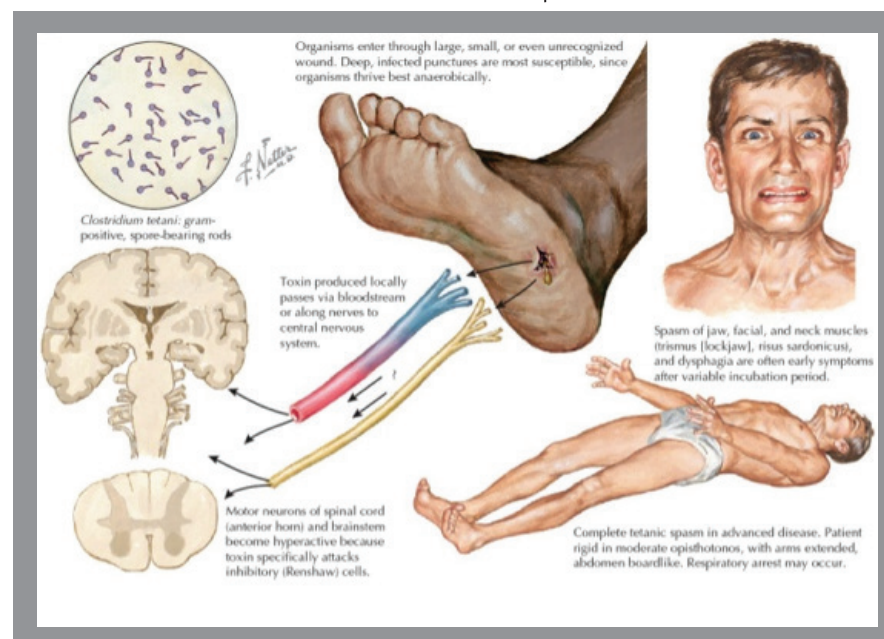 Organisms enter through large, small, or even unrecognized
wound. Deep, infected punctures are most susceptible, since
organisms thrive best anaerobically.
F. Netter
M.D.
Clostridium tetani: gram-
positive, spore-bearing rods
Toxin produced locally
passes via bloodstream
or along nerves to
central nervous
system.
Spasm of jaw, facial, and neck muscles
(trismus [lockjaw], risus sardonicus),
and dysphagia are often early symptoms
after variable incubation period.
Motor neurons of spinal cord
(anterior horn) and brainstem
become hyperactive because
toxin specifically attacks
inhibitory (Renshaw) cells.
Complete tetanic spasm in advanced disease. Patient
rigid in moderate opisthotonos, with arms extended,
abdomen boardlike. Respiratory arrest may occur.